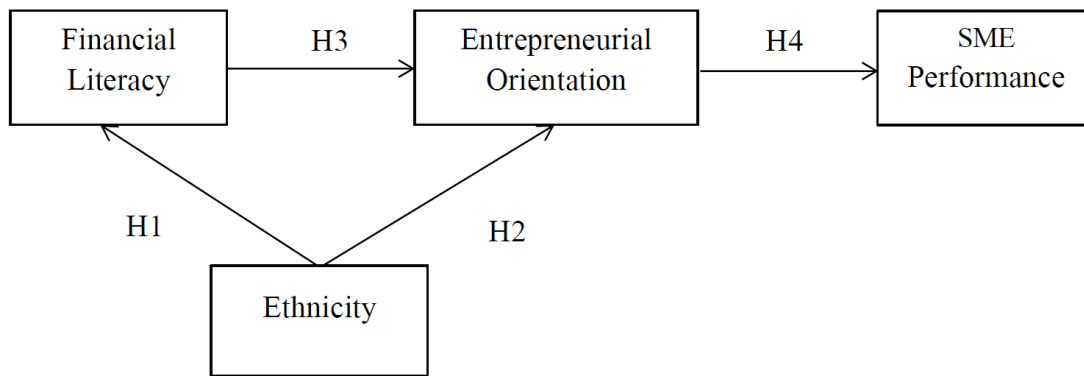 Financial
Literacy
H3
Entrepreneurial
Orientation
H4
SME
Performance
H1
H2
Ethnicity